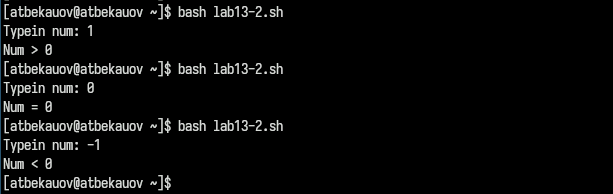 [atbekauov@atbekauov ~]$ bash lab13-2.sh
Typein num: 1
Num > 0
[atbekauov@atbekauov ~]$ bash lab13-2.sh
Typein num: 0
Num = 0
[atbekauov@atbekauov ~]$ bash lab13-2.sh
Typein num: -1
Num < 0
[atbekauov@atbekauov ~]$